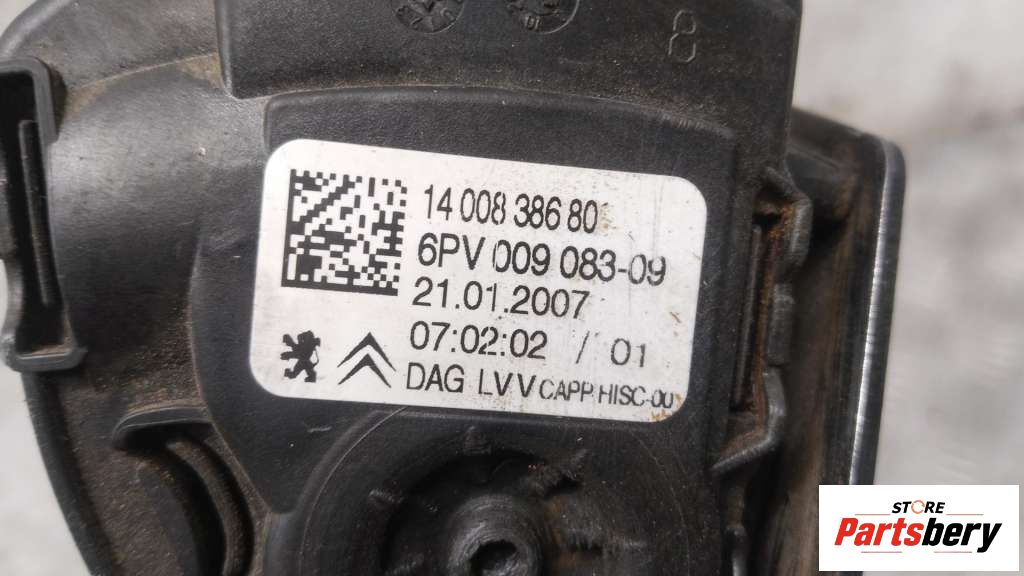 8
14 008 386 80
6PV 009 083-09
21.01.2007
07:02:02 / 01
DAG LVV CAPP.HISC-00
STORE
Partsbery